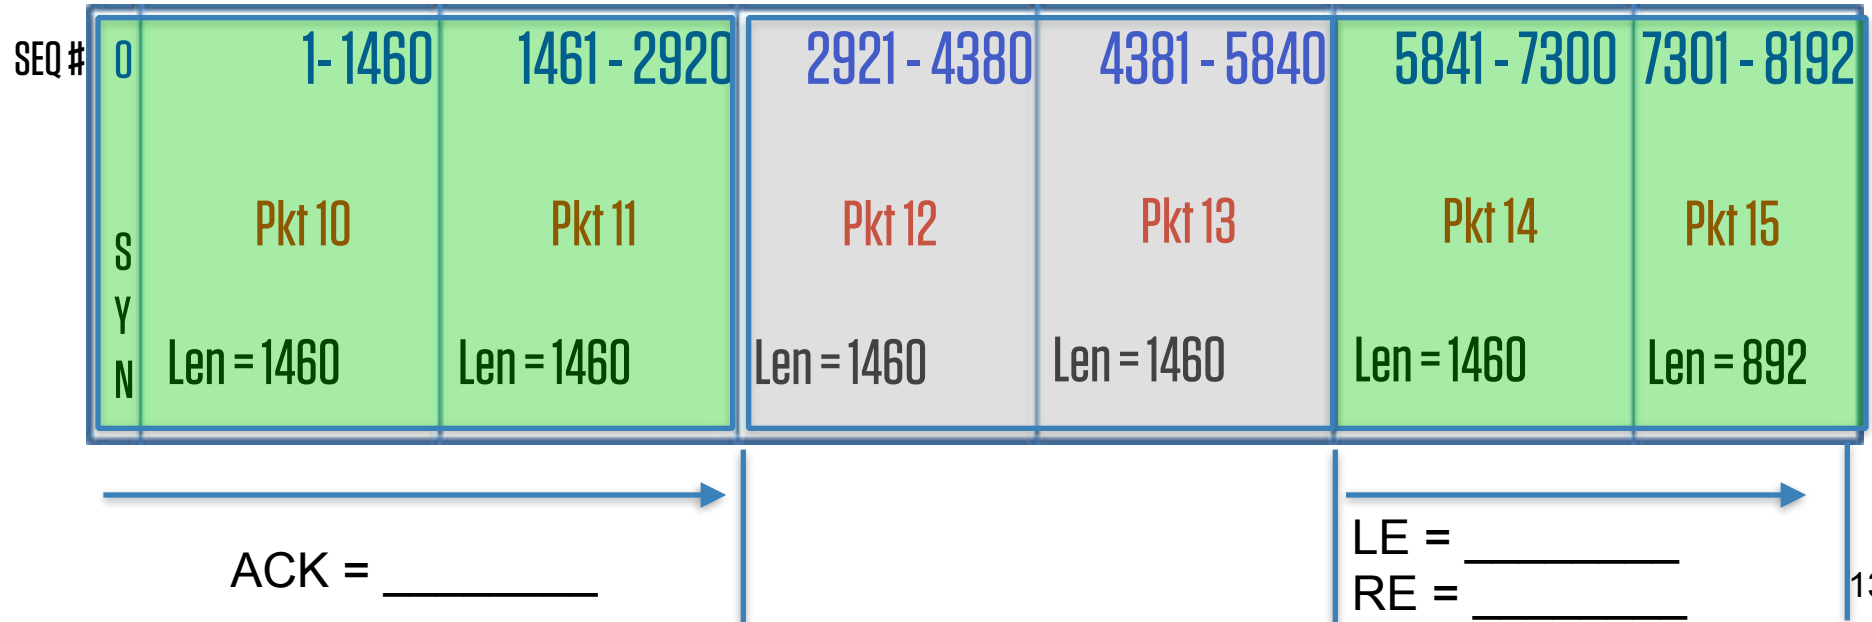 SEQ # 0 1- 1460 1461 - 2920 2921 - 4380 4381 - 5840 5841 - 7300 7301 - 8192
Pkt 10 Pkt 11 Pkt 12 Pkt 13 Pkt 14 Pkt 15
S
Y
N
Len = 1460 Len = 1460 Len = 1460 Len = 1460 Len = 1460 Len = 892
ACK = ________
LE = ________
RE = ________
13